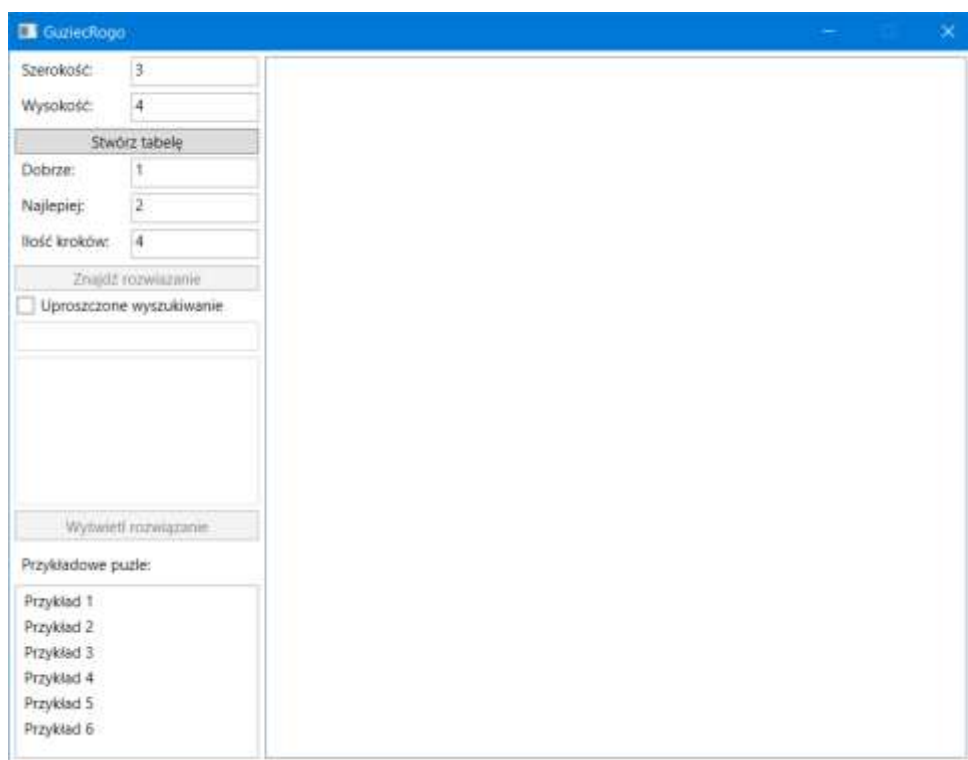 GuziecRogo
Szerokość: 3
Wysokość: 4
Stwórz tabelę
Dobrze: 1
Najlepiej: 2
Ilość kroków: 4
Znajdź rozwiazanie
Uproszczone wyszukiwanie
Wyświetl rozwiązanie
Przykładowe puzle:
Przykład 1
Przykład 2
Przykład 3
Przykład 4
Przykład 5
Przykład 6